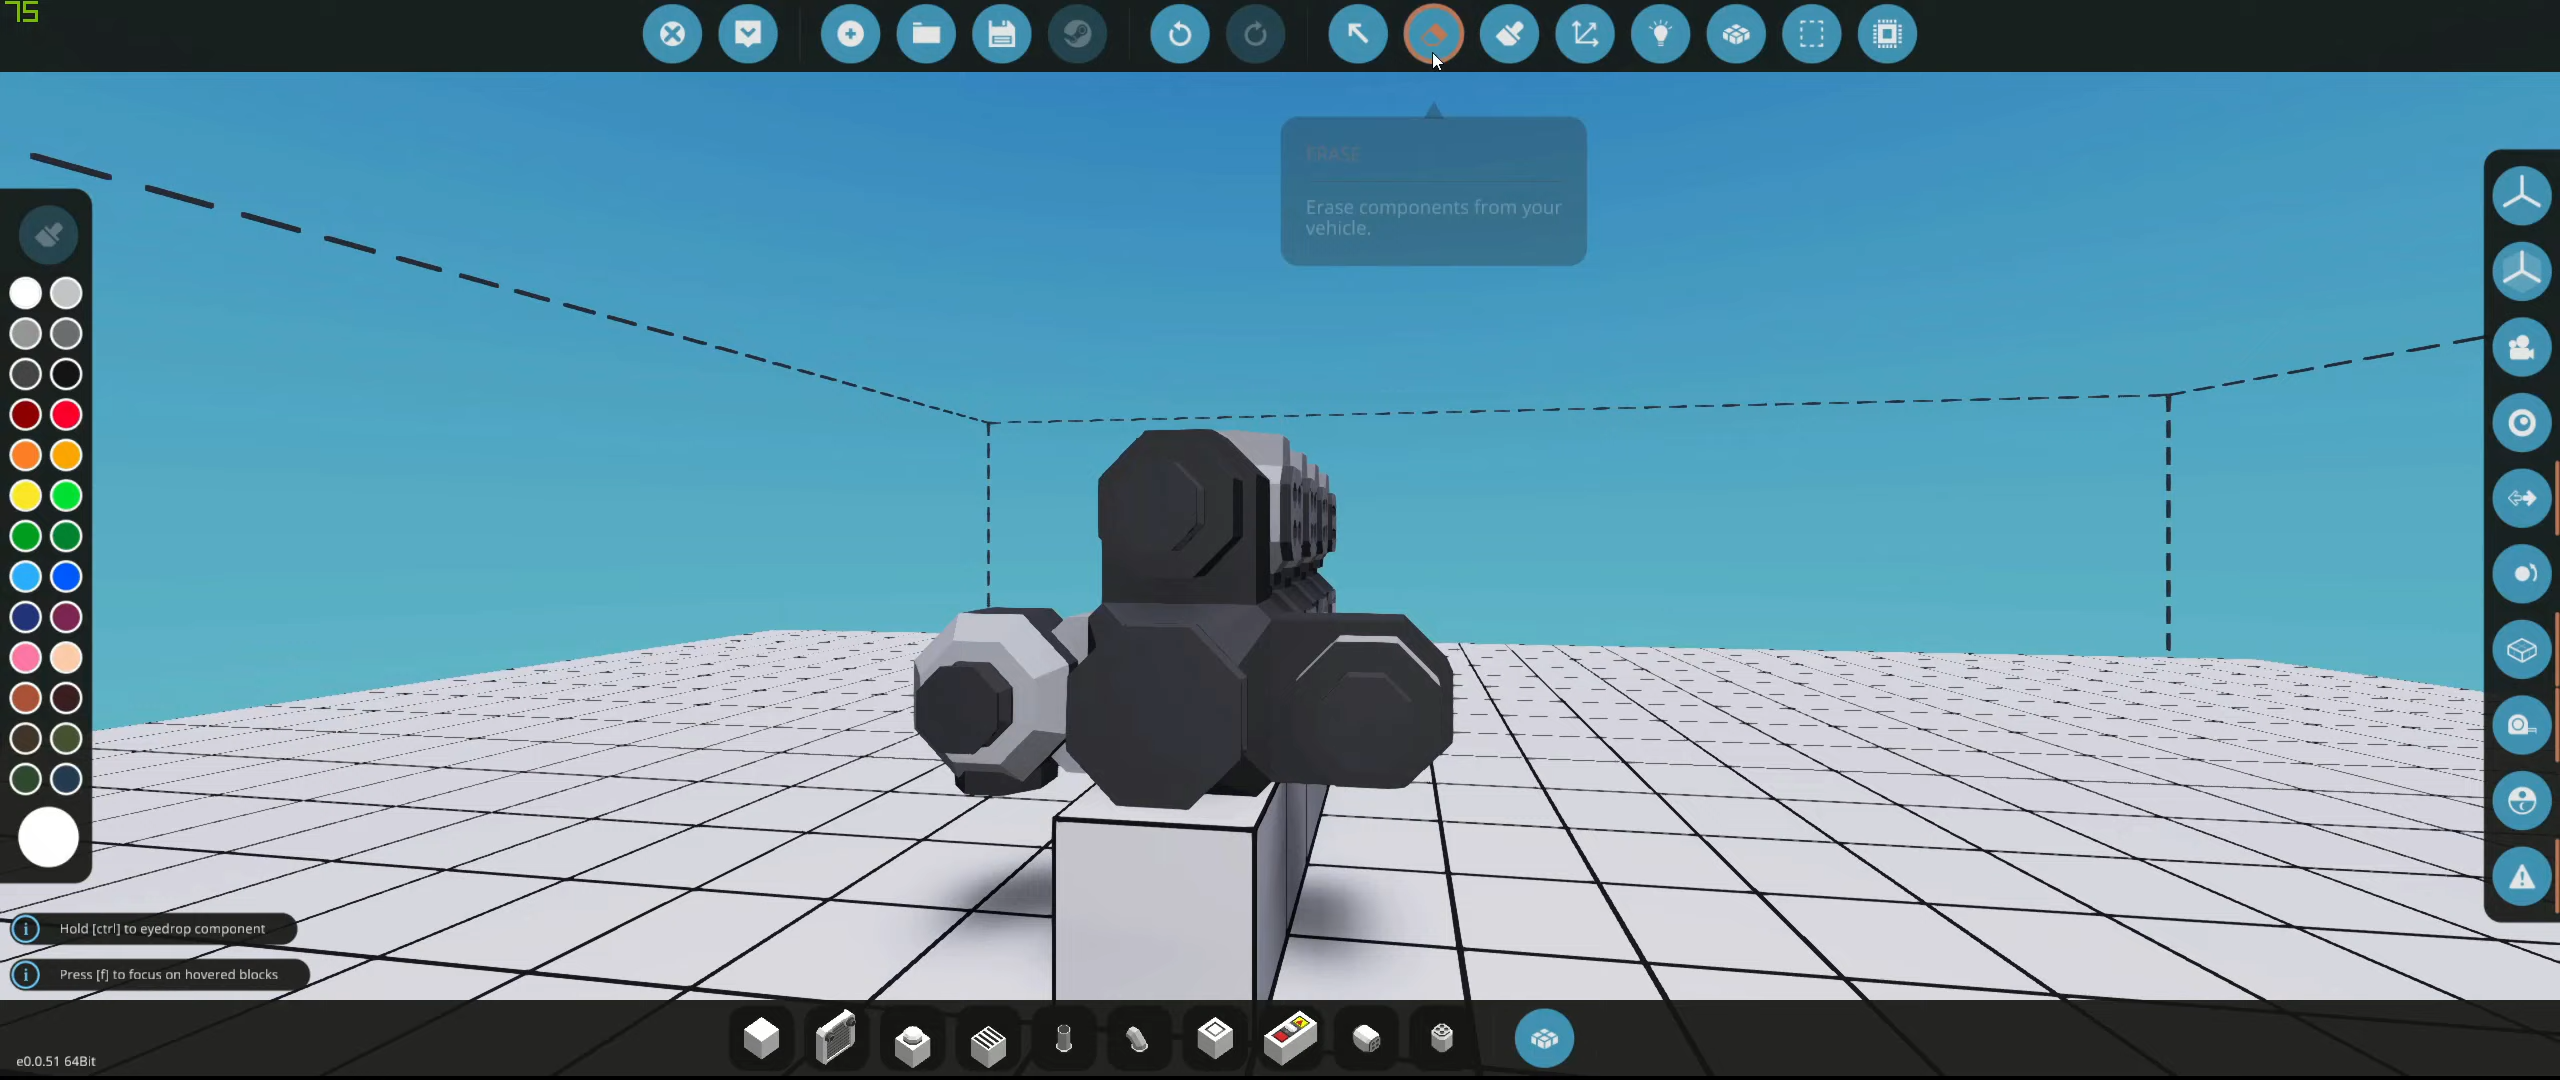 75
ERASE
Erase components from your
vehicle.
Hold [ctrl] to eyedrop component
Press [f] to focus on hovered blocks
e0.0.51 64Bit